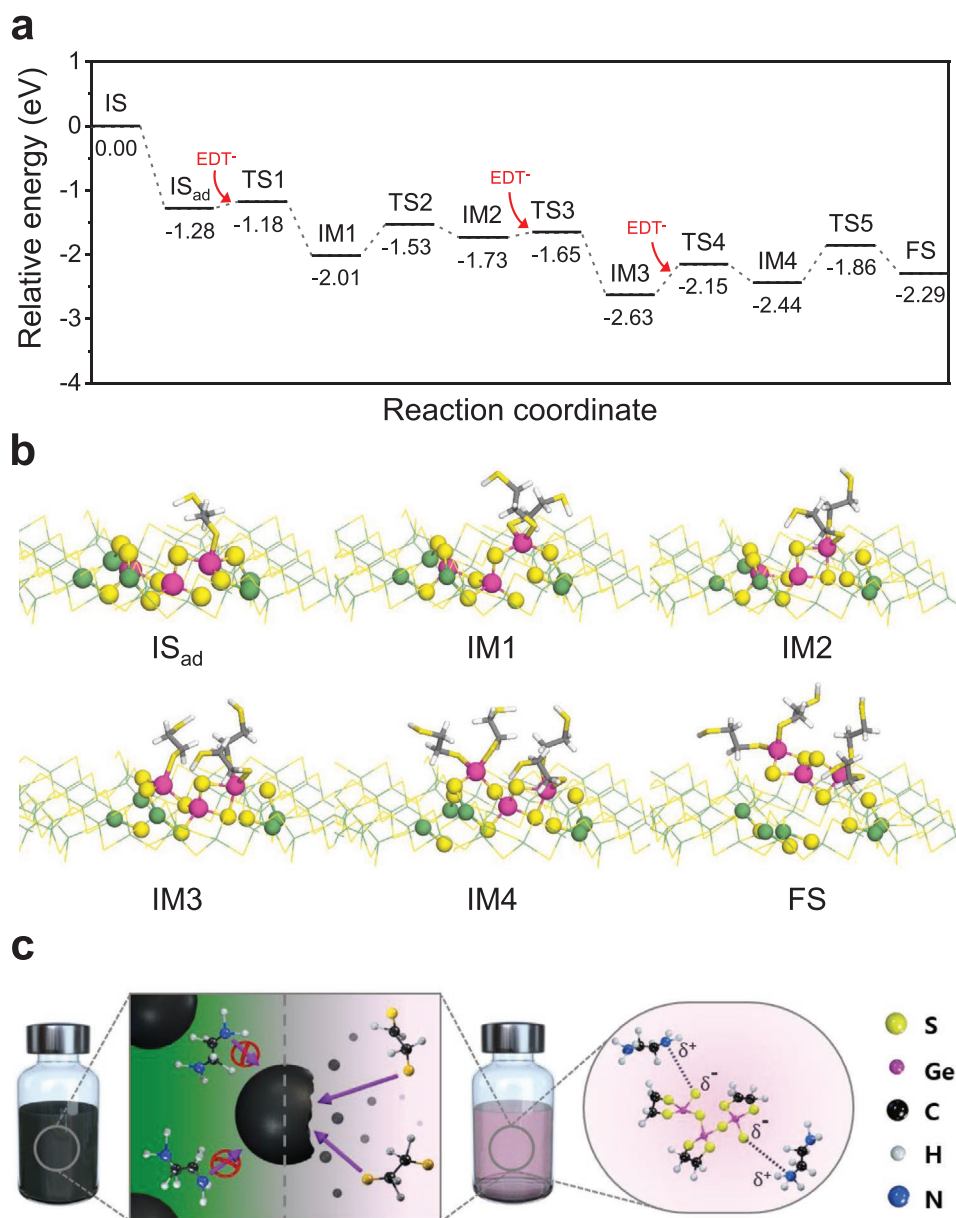 a
Relative energy (eV)
1
0
-1
-2
-3
-4
IS
0.00
ISad
-1.28
EDT-
TS1
-1.18
IM1
-2.01
TS2
-1.53
IM2
-1.73
EDT-
TS3
-1.65
IM3
-2.63
EDT-
TS4
-2.15
IM4
-2.44
TS5
-1.86
FS
-2.29
Reaction coordinate
b
ISad
IM1
IM2
IM3
IM4
FS
c
δ+
δ-
δ-
δ+
S
Ge
C
H
N